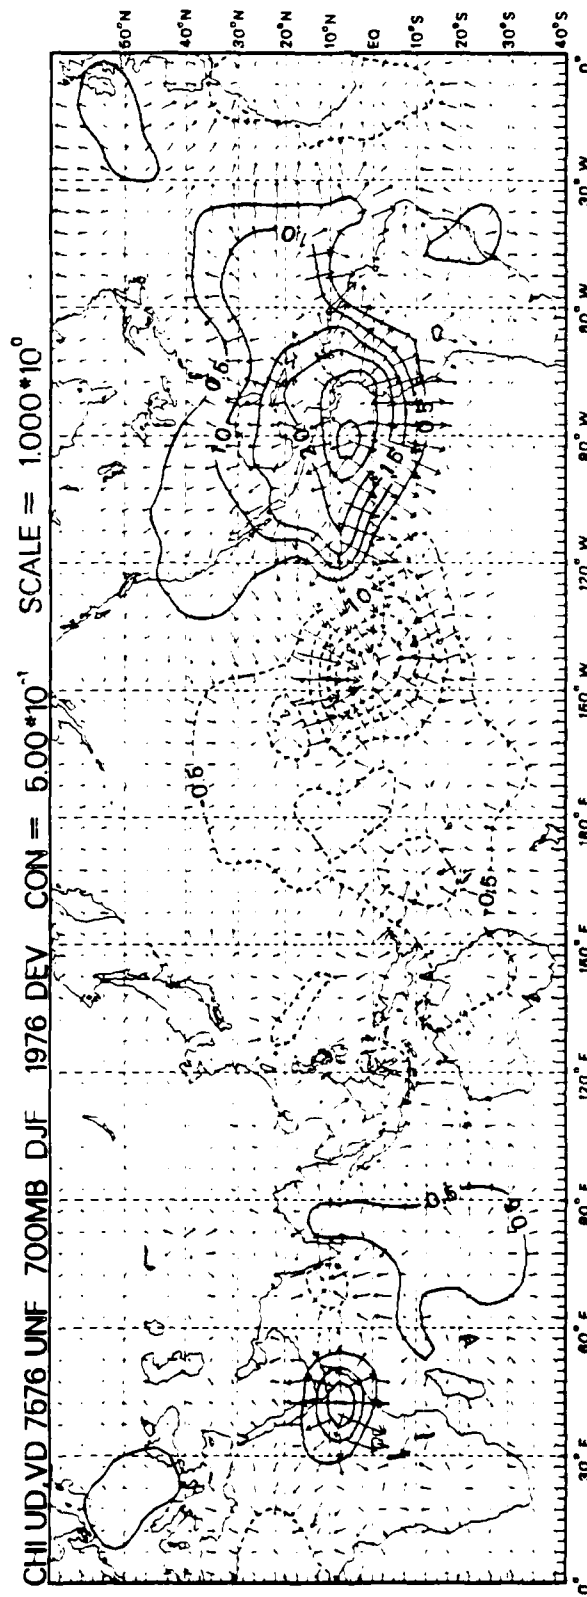 CHI UD,VD 7576 UNF 700MB DJF 1976 DEV CON = 5.00*10⁻¹ SCALE = 1.000*10⁰
50°N
40°N
30°N
20°N
10°N
EQ
10°S
20°S
30°S
40°S
0.5
1.0
1.0
2.0
0.5
-1.5
-1.0
-0.5
-0.5
0.5
0.5
0° 30° E 60° E 90° E 120° E 150° E 180° E 150° W 120° W 90° W 60° W 30° W 0°